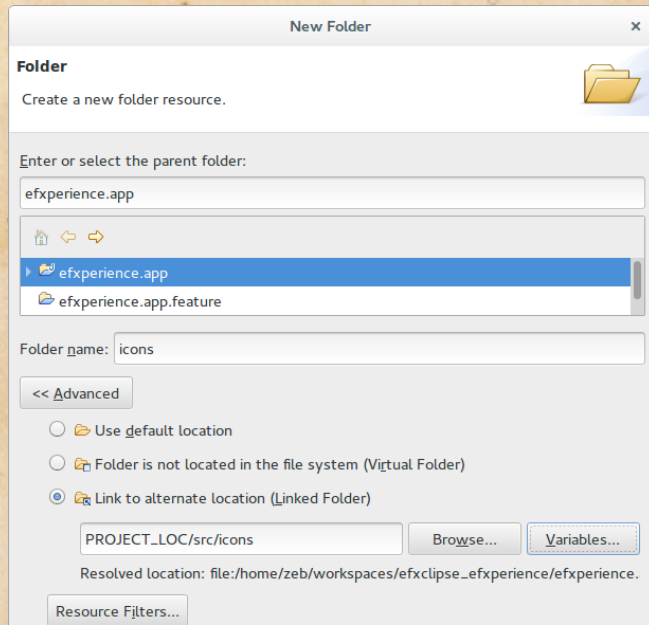 New Folder ×
Folder
Create a new folder resource.
Enter or select the parent folder:
efxperience.app
efxperience.app
efxperience.app.feature
Folder name: icons
<< Advanced
Use default location
Folder is not located in the file system (Virtual Folder)
Link to alternate location (Linked Folder)
PROJECT_LOC/src/icons Browse... Variables...
Resolved location: file:/home/zeb/workspaces/efxclipse_efxperience/efxperience.
Resource Filters...